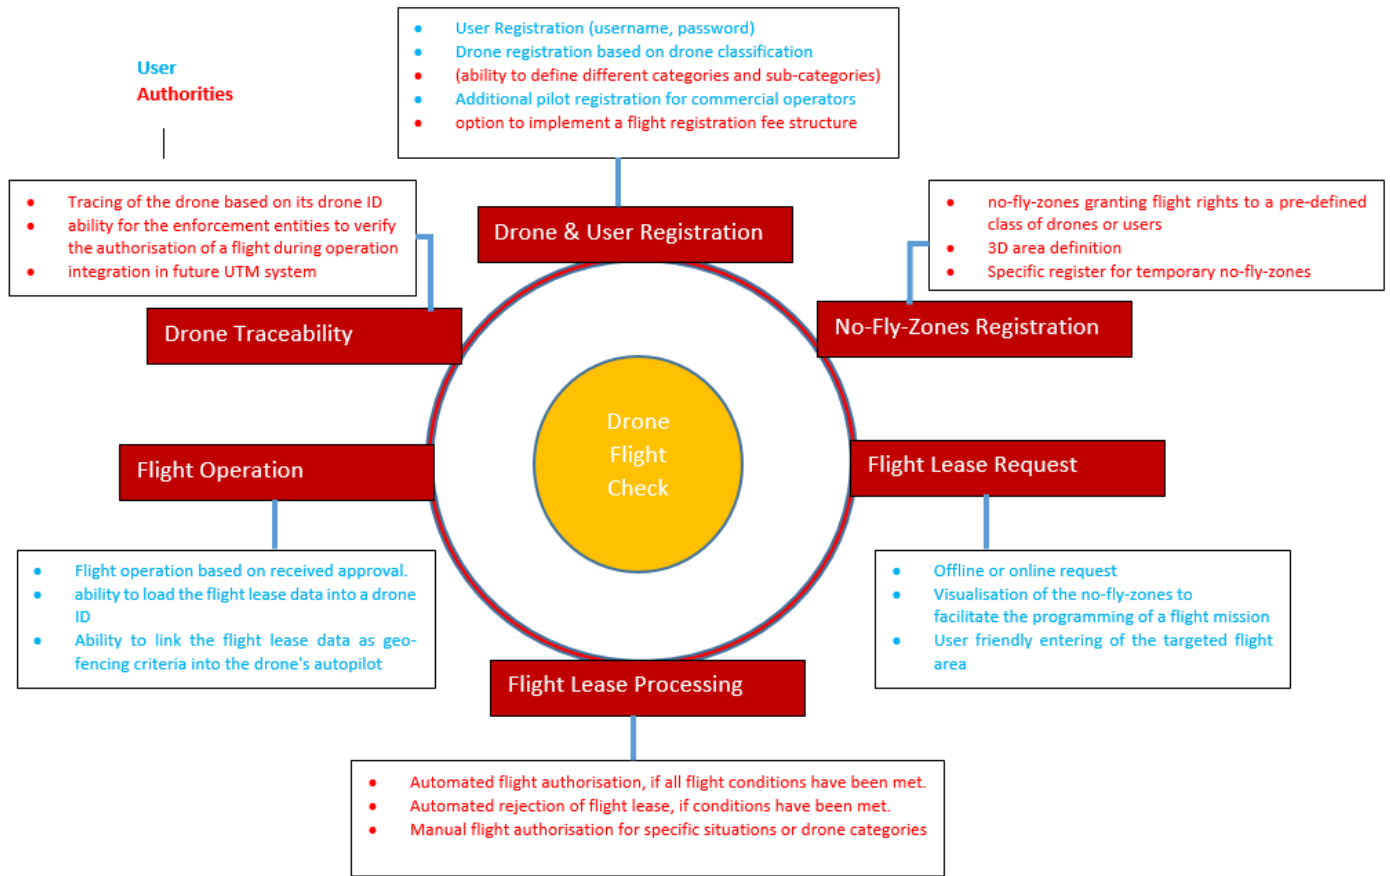 User
Authorities
• User Registration (username, password)
• Drone registration based on drone classification
• (ability to define different categories and sub-categories)
• Additional pilot registration for commercial operators
• option to implement a flight registration fee structure
Drone & User Registration
• no-fly-zones granting flight rights to a pre-defined
class of drones or users
• 3D area definition
• Specific register for temporary no-fly-zones
No-Fly-Zones Registration
Flight Lease Request
• Offline or online request
• Visualisation of the no-fly-zones to
facilitate the programming of a flight mission
• User friendly entering of the targeted flight
area
Flight Lease Processing
• Automated flight authorisation, if all flight conditions have been met.
• Automated rejection of flight lease, if conditions have been met.
• Manual flight authorisation for specific situations or drone categories
Flight Operation
• Flight operation based on received approval.
• ability to load the flight lease data into a drone
ID
• Ability to link the flight lease data as geo-
fencing criteria into the drone's autopilot
• Tracing of the drone based on its drone ID
• ability for the enforcement entities to verify
the authorisation of a flight during operation
• integration in future UTM system
Drone Traceability
Drone
Flight
Check